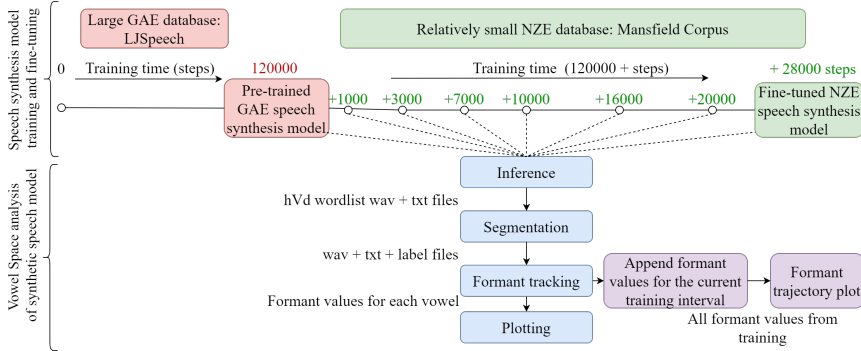 Speech synthesis model
training and fine-tuning
Large GAE database:
LJSpeech
Relatively small NZE database: Mansfield Corpus
0
Training time (steps)
120000
Training time (120000 + steps)
+ 28000 steps
Pre-trained
GAE speech
synthesis model
+1000
+3000
+7000
+10000
+16000
+20000
Fine-tuned NZE
speech synthesis
model
Vowel Space analysis
of synthetic speech model
Inference
hVd wordlist wav + txt files
Segmentation
wav + txt + label files
Formant tracking
Append formant
values for the current
training interval
Formant
trajectory plot
Formant values for each vowel
All formant values from
training
Plotting